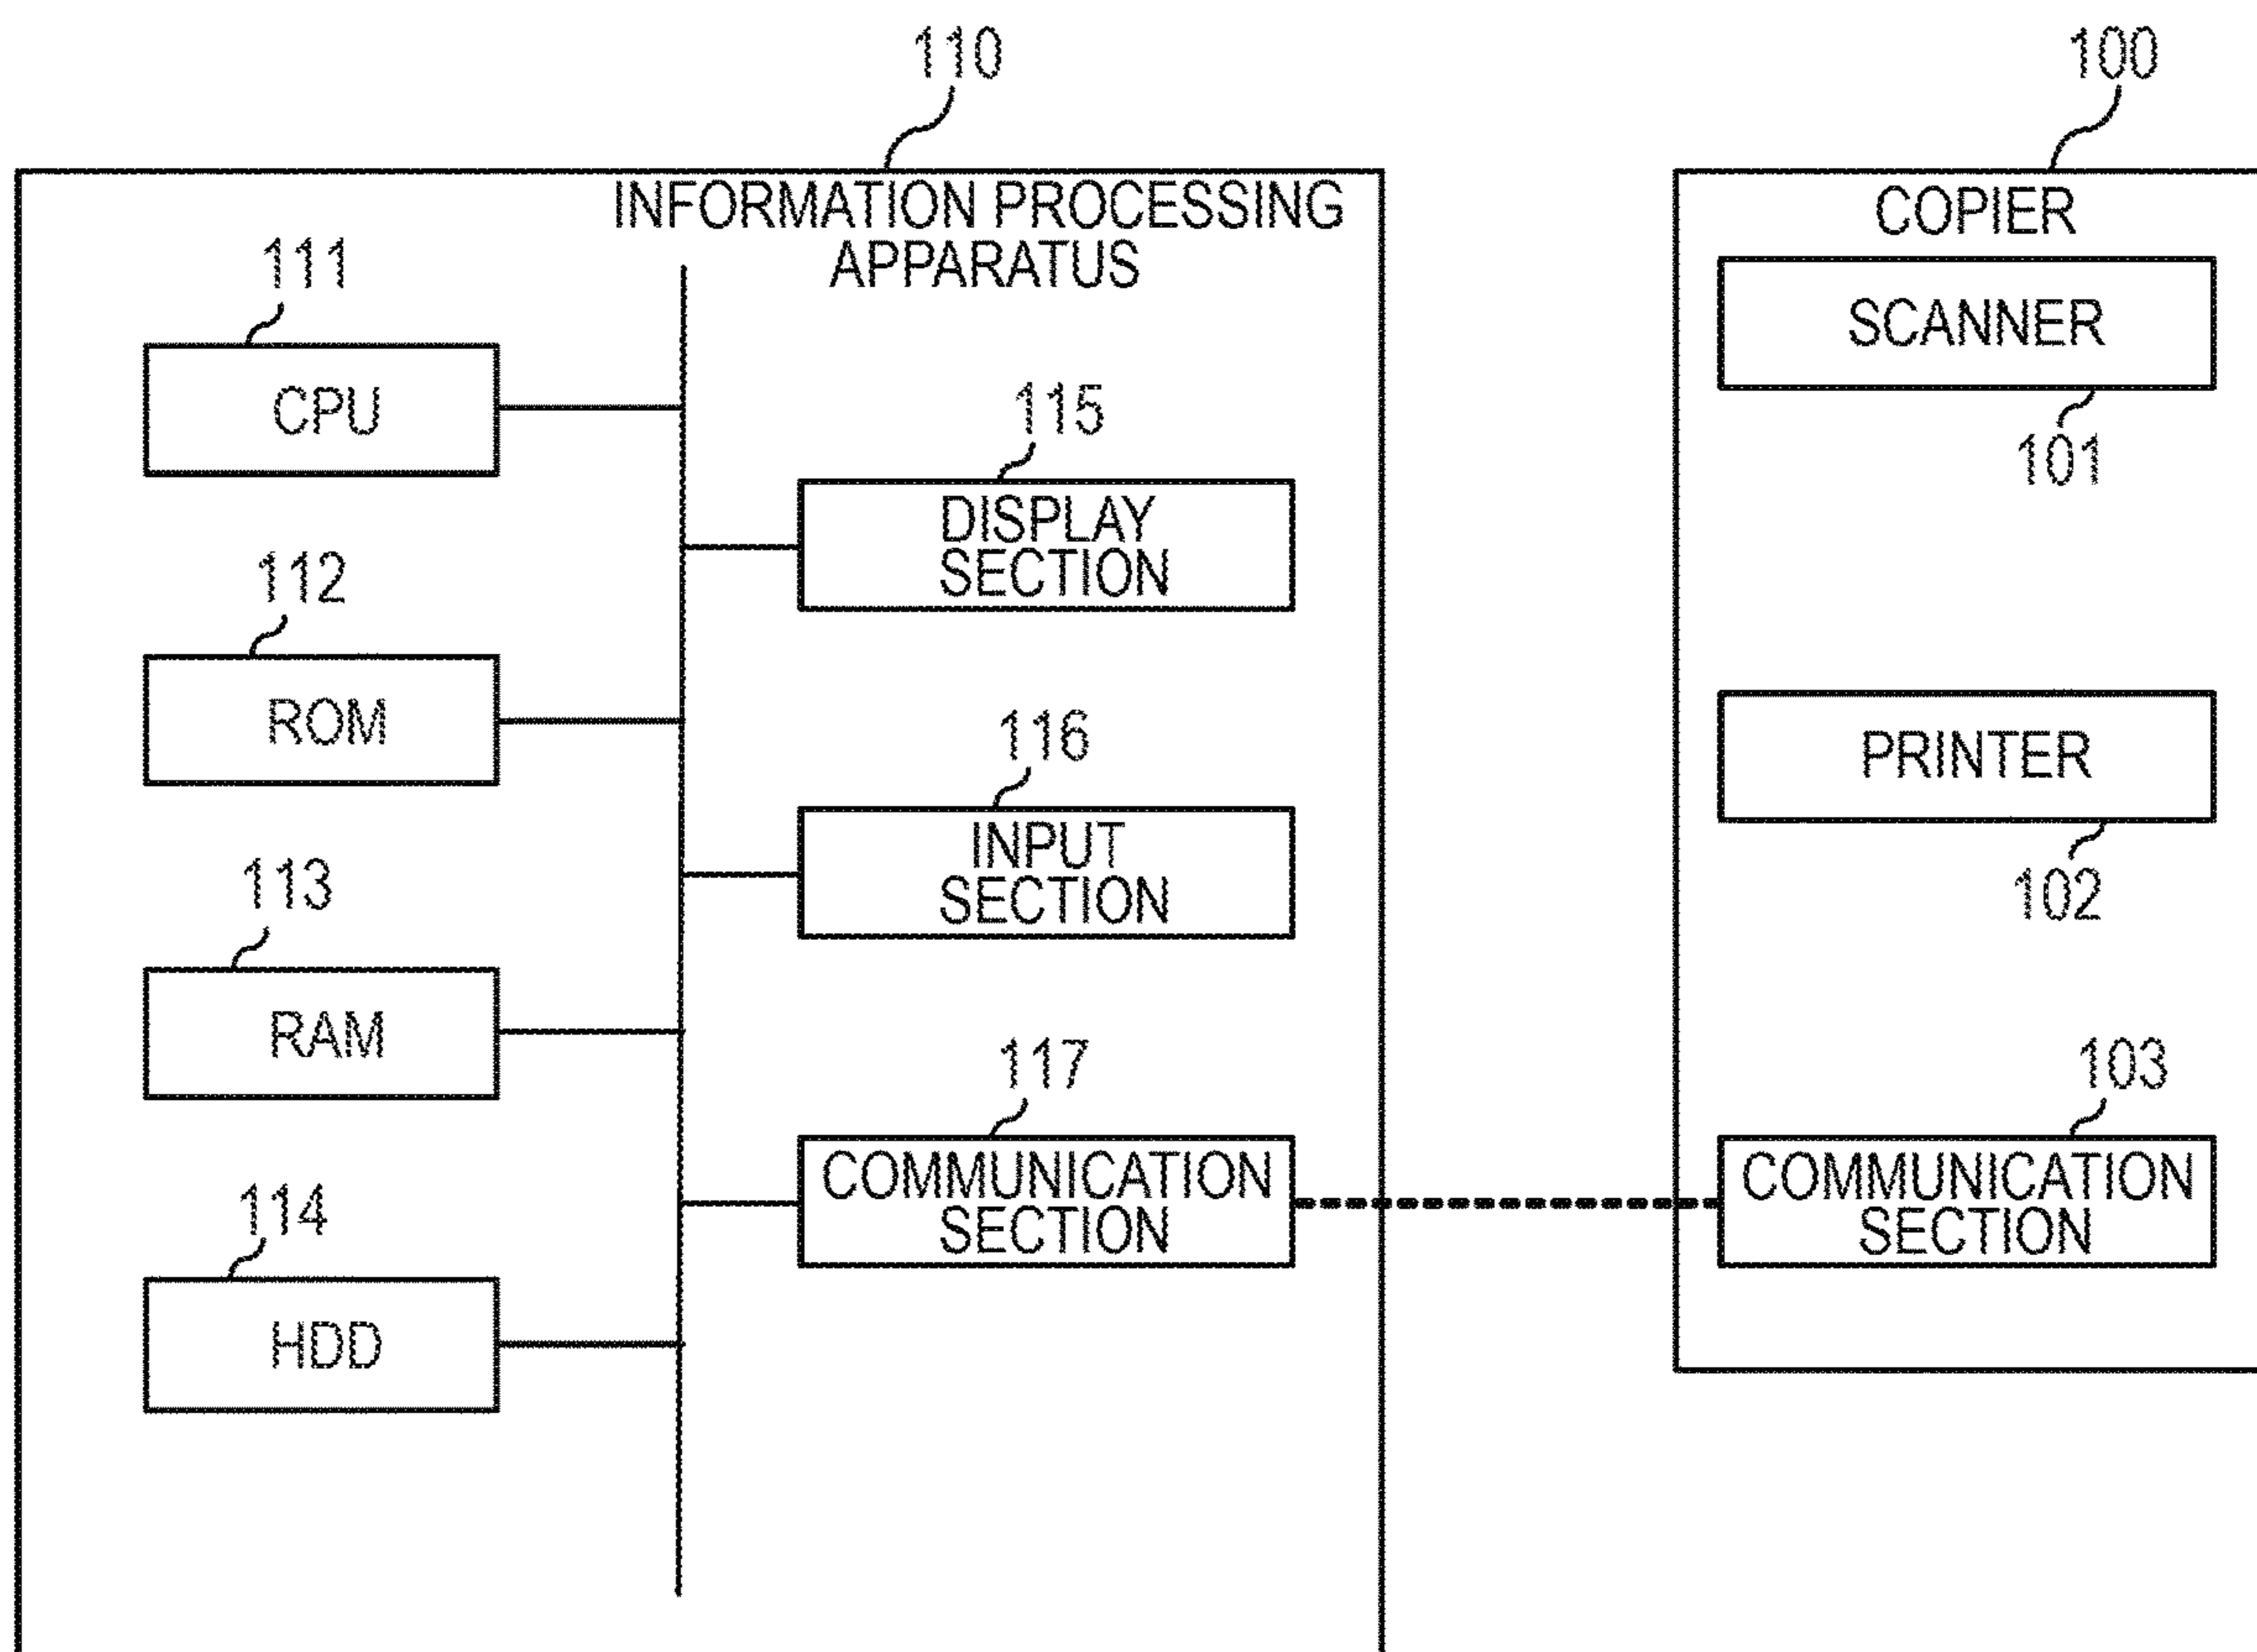 110
100
INFORMATION PROCESSING
APPARATUS
COPIER
111
CPU
SCANNER
101
115
DISPLAY
SECTION
112
ROM
116
INPUT
SECTION
PRINTER
102
113
RAM
117
COMMUNICATION
SECTION
103
COMMUNICATION
SECTION
114
HDD